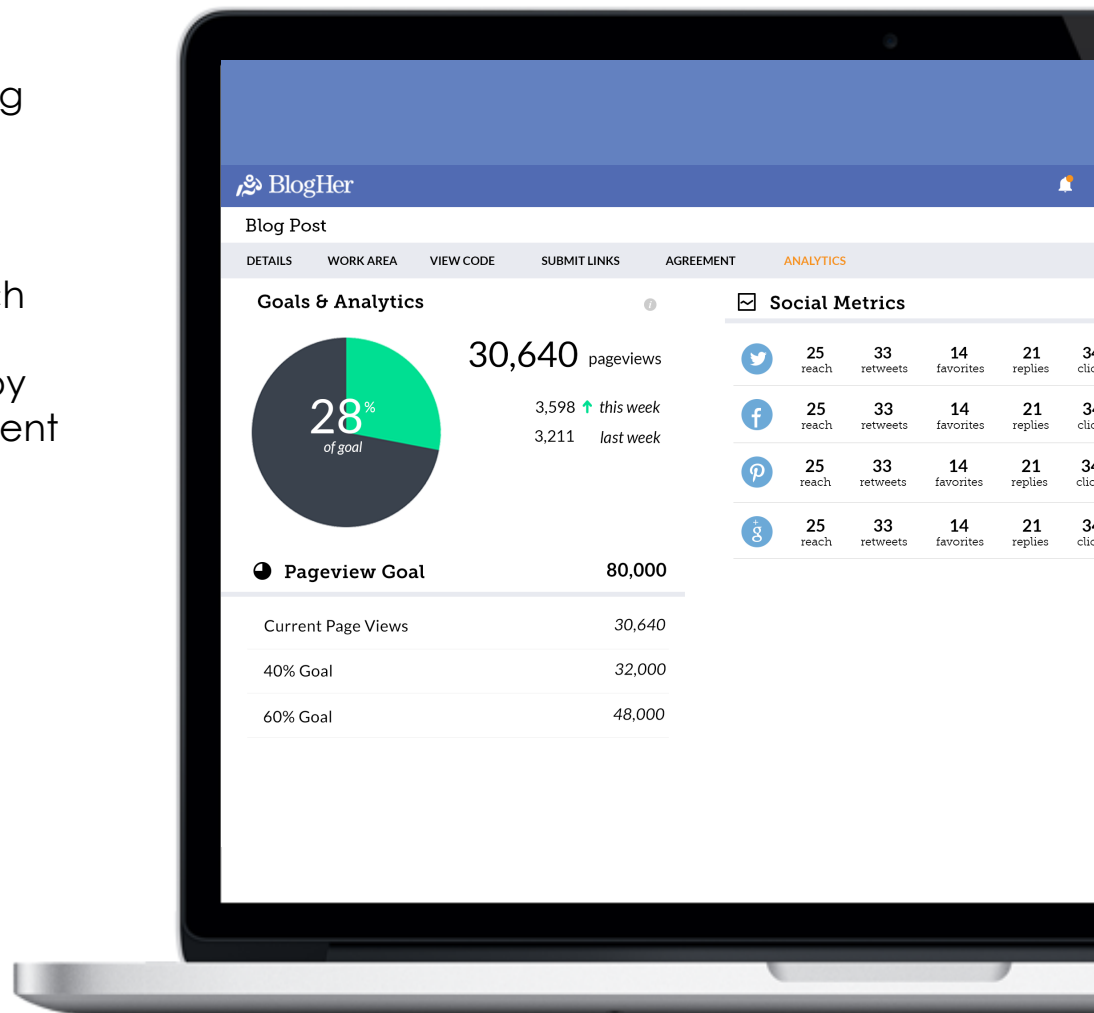 BlogHer
Blog Post
DETAILS WORK AREA VIEW CODE SUBMIT LINKS AGREEMENT ANALYTICS
Goals & Analytics
28%
of goal
30,640 pageviews
3,598 this week
3,211 last week
Pageview Goal 80,000
Current Page Views 30,640
40% Goal 32,000
60% Goal 48,000
Social Metrics
25 33 14 21
reach retweets favorites replies
25 33 14 21
reach retweets favorites replies
25 33 14 21
reach retweets favorites replies
25 33 14 21
reach retweets favorites replies